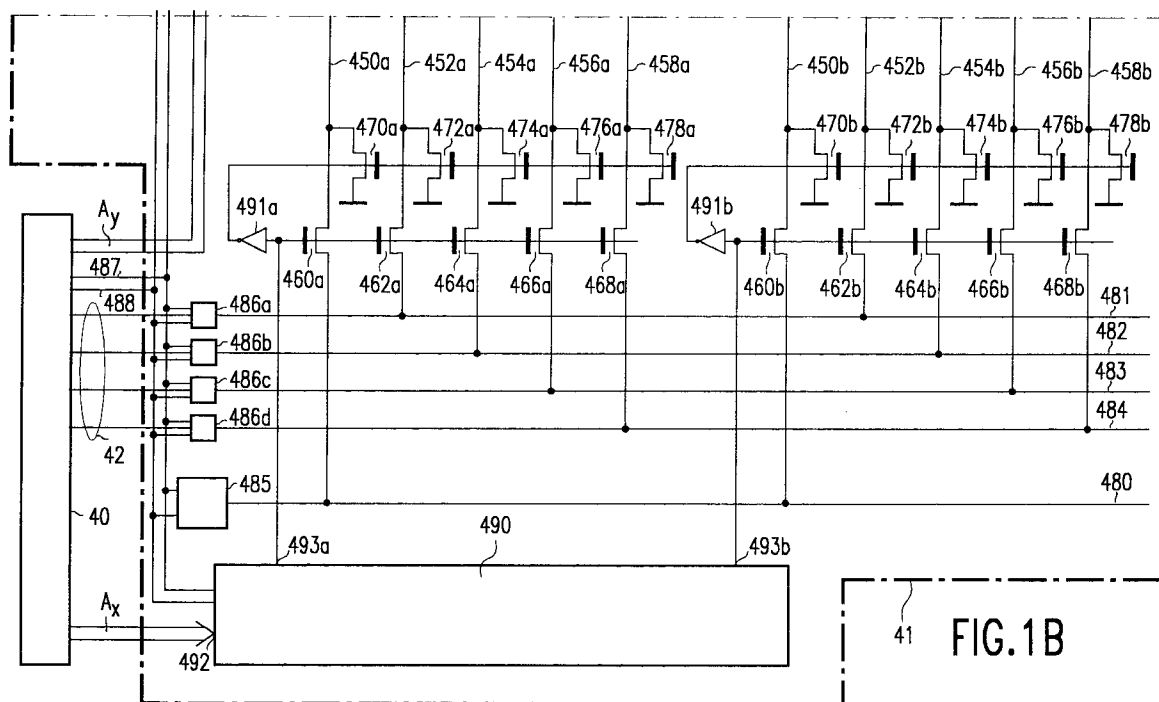 450a 452a 454a 456a 458a 450b 452b 454b 456b 458b
470a 472a 474a 476a 478a 470b 472b 474b 476b 478b
Ay
491a 491b
487
488
460a 462a 464a 466a 468a 460b 462b 464b 466b 468b
486a
481
486b
482
486c
483
486d
484
42
485
480
40
490
493a 493b
Ax
492
41
FIG.1B